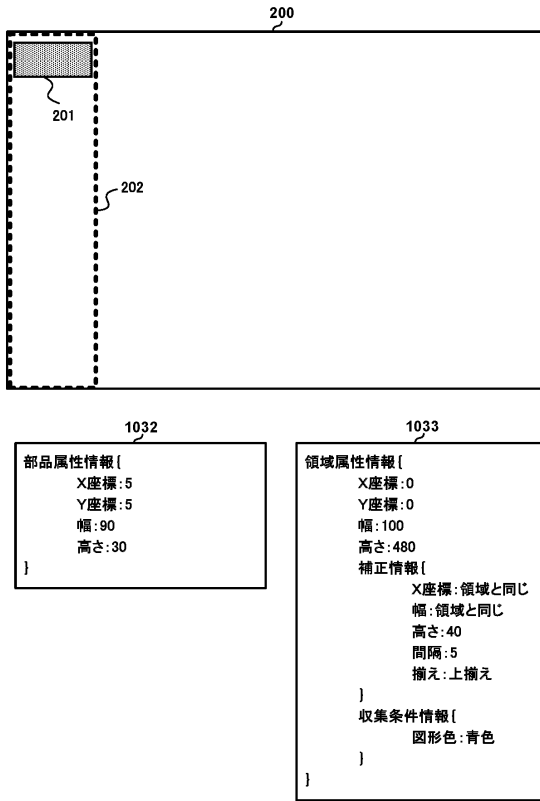 200
201
202
1032
部品属性情報{
X座標:5
Y座標:5
幅:90
高さ:30
}
1033
領域属性情報{
X座標:0
Y座標:0
幅:100
高さ:480
補正情報{
X座標:領域と同じ
幅:領域と同じ
高さ:40
間隔:5
揃え:上揃え
}
収集条件情報{
図形色:青色
}
}